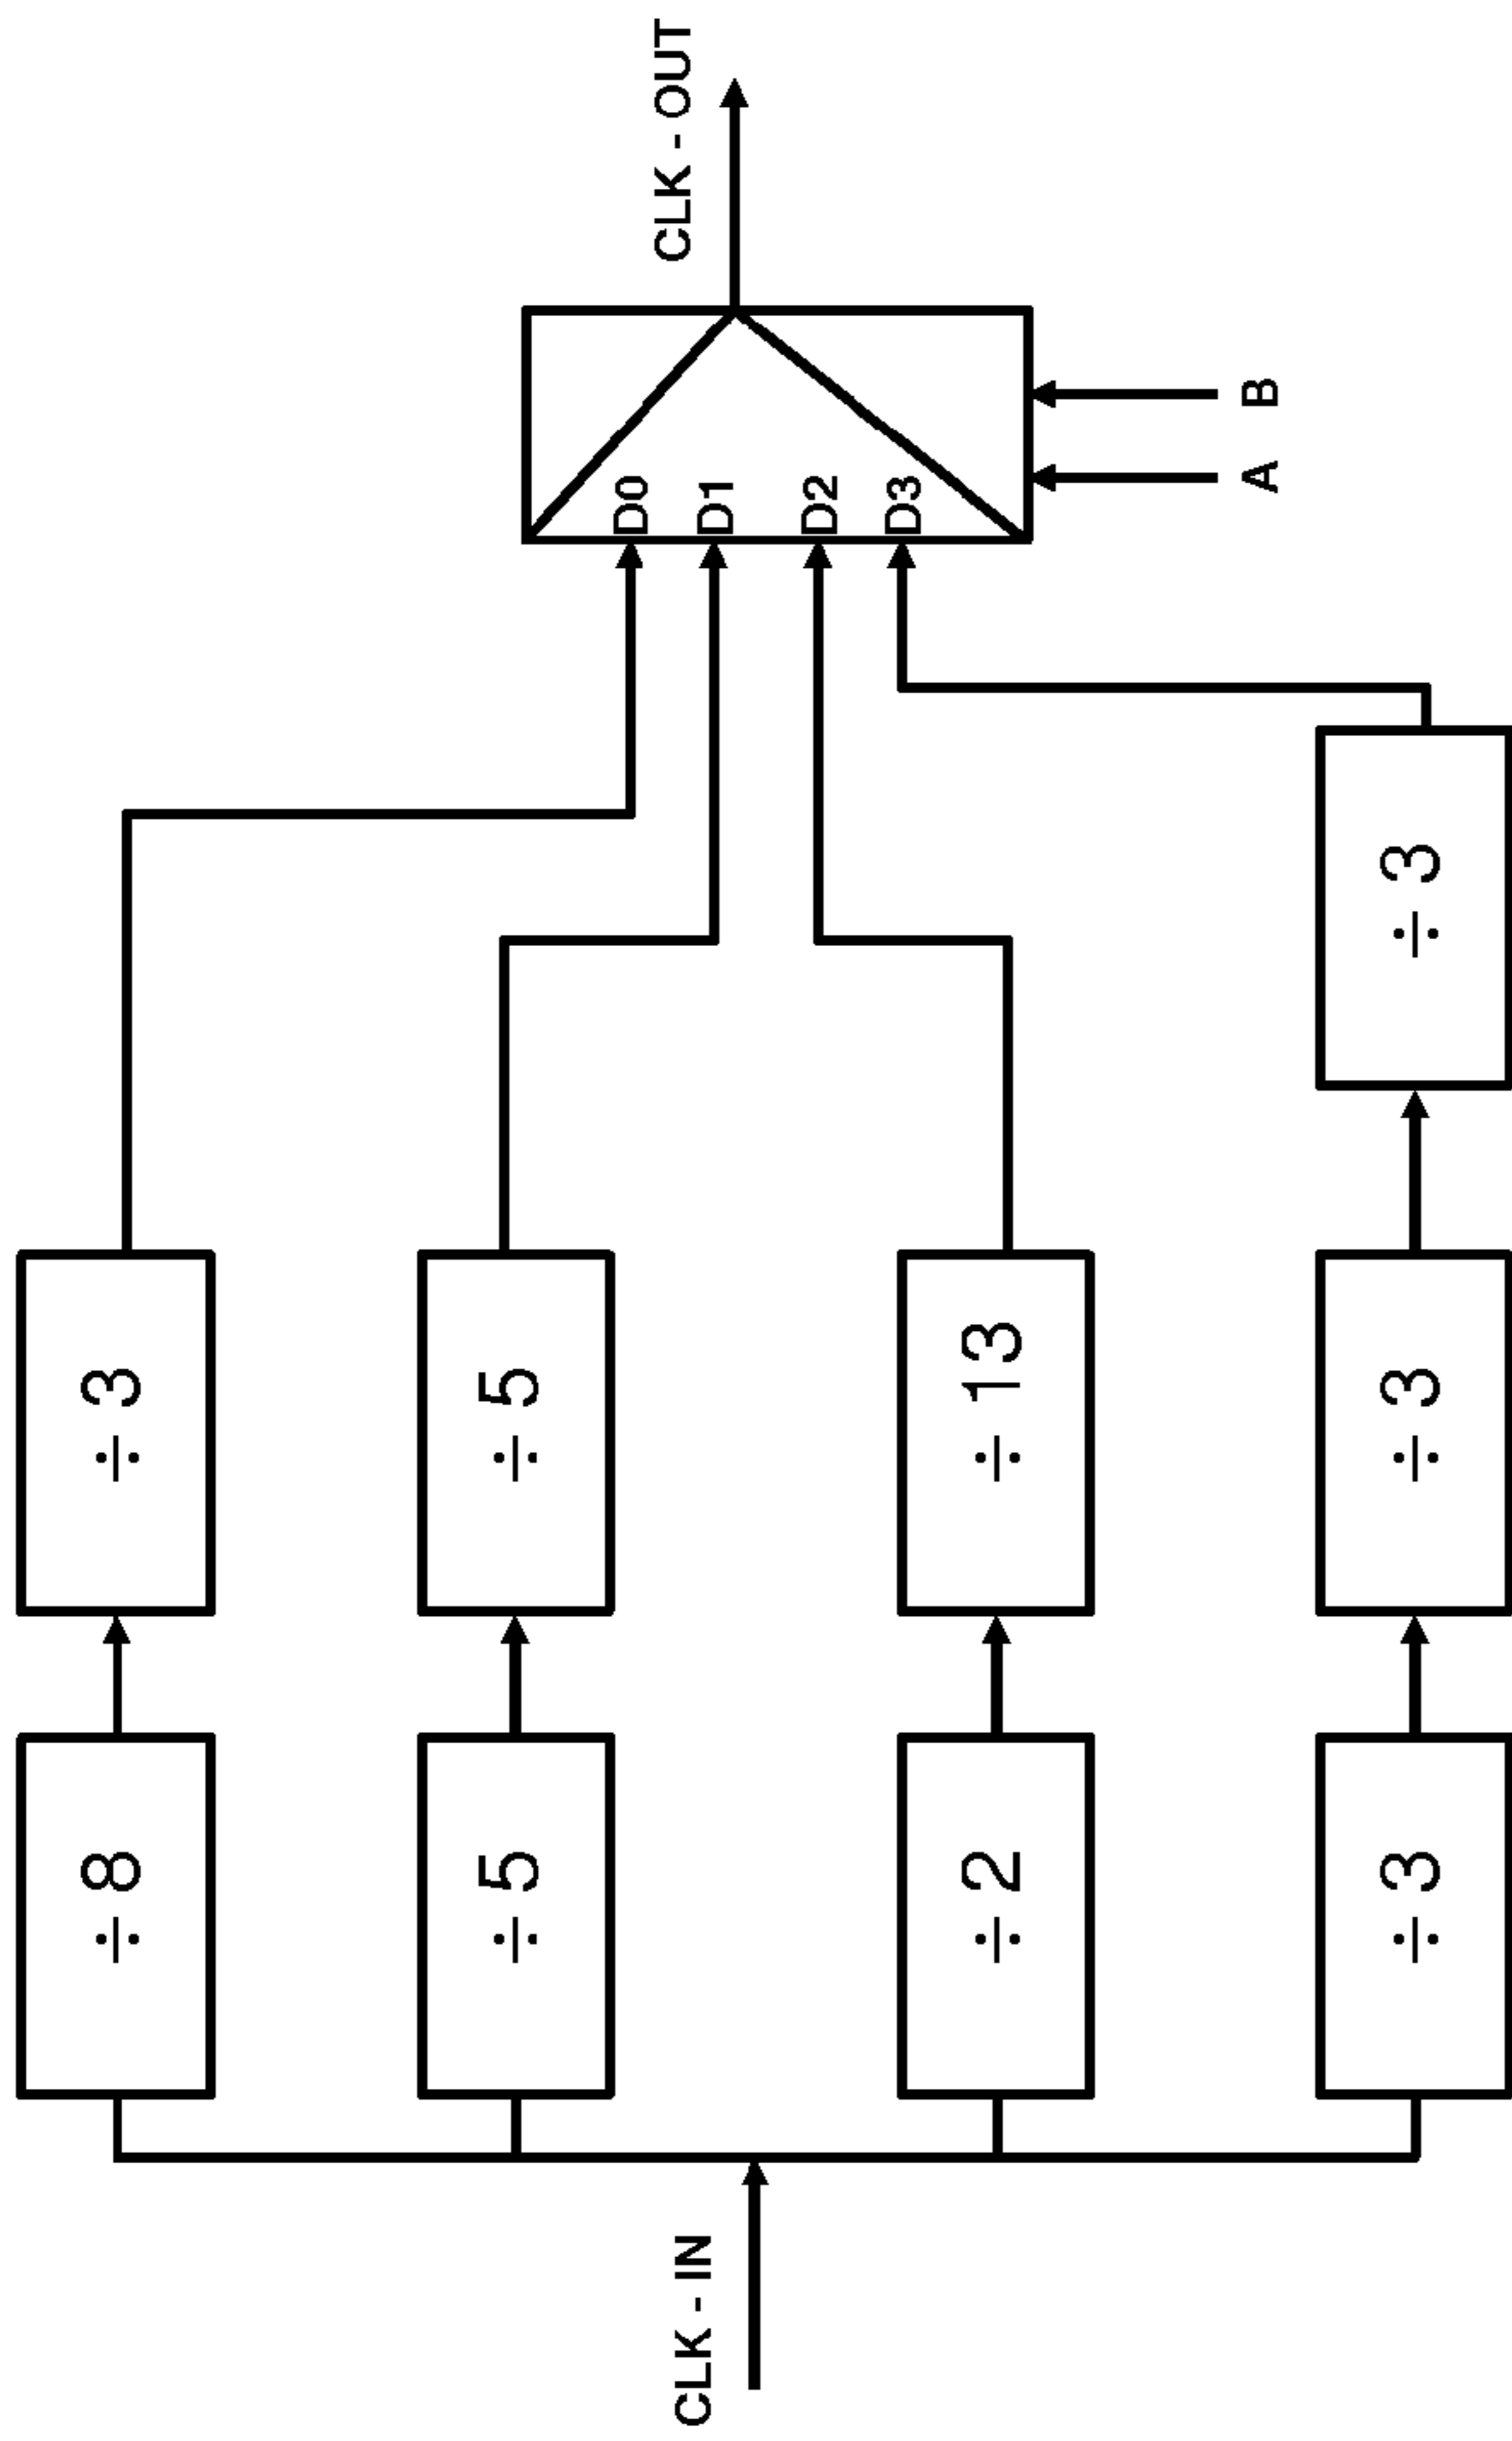 ÷ 8
÷ 3
÷ 5
÷ 5
÷ 2
÷ 13
÷ 3
÷ 3
÷ 3
CLK - IN
D0
D1
D2
D3
CLK - OUT
A
B